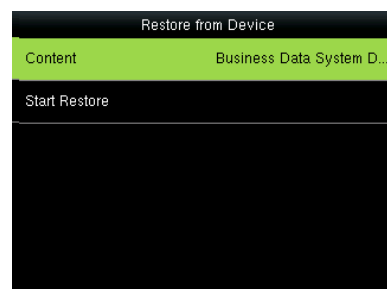 Restore from Device
Content Business Data System D...
Start Restore